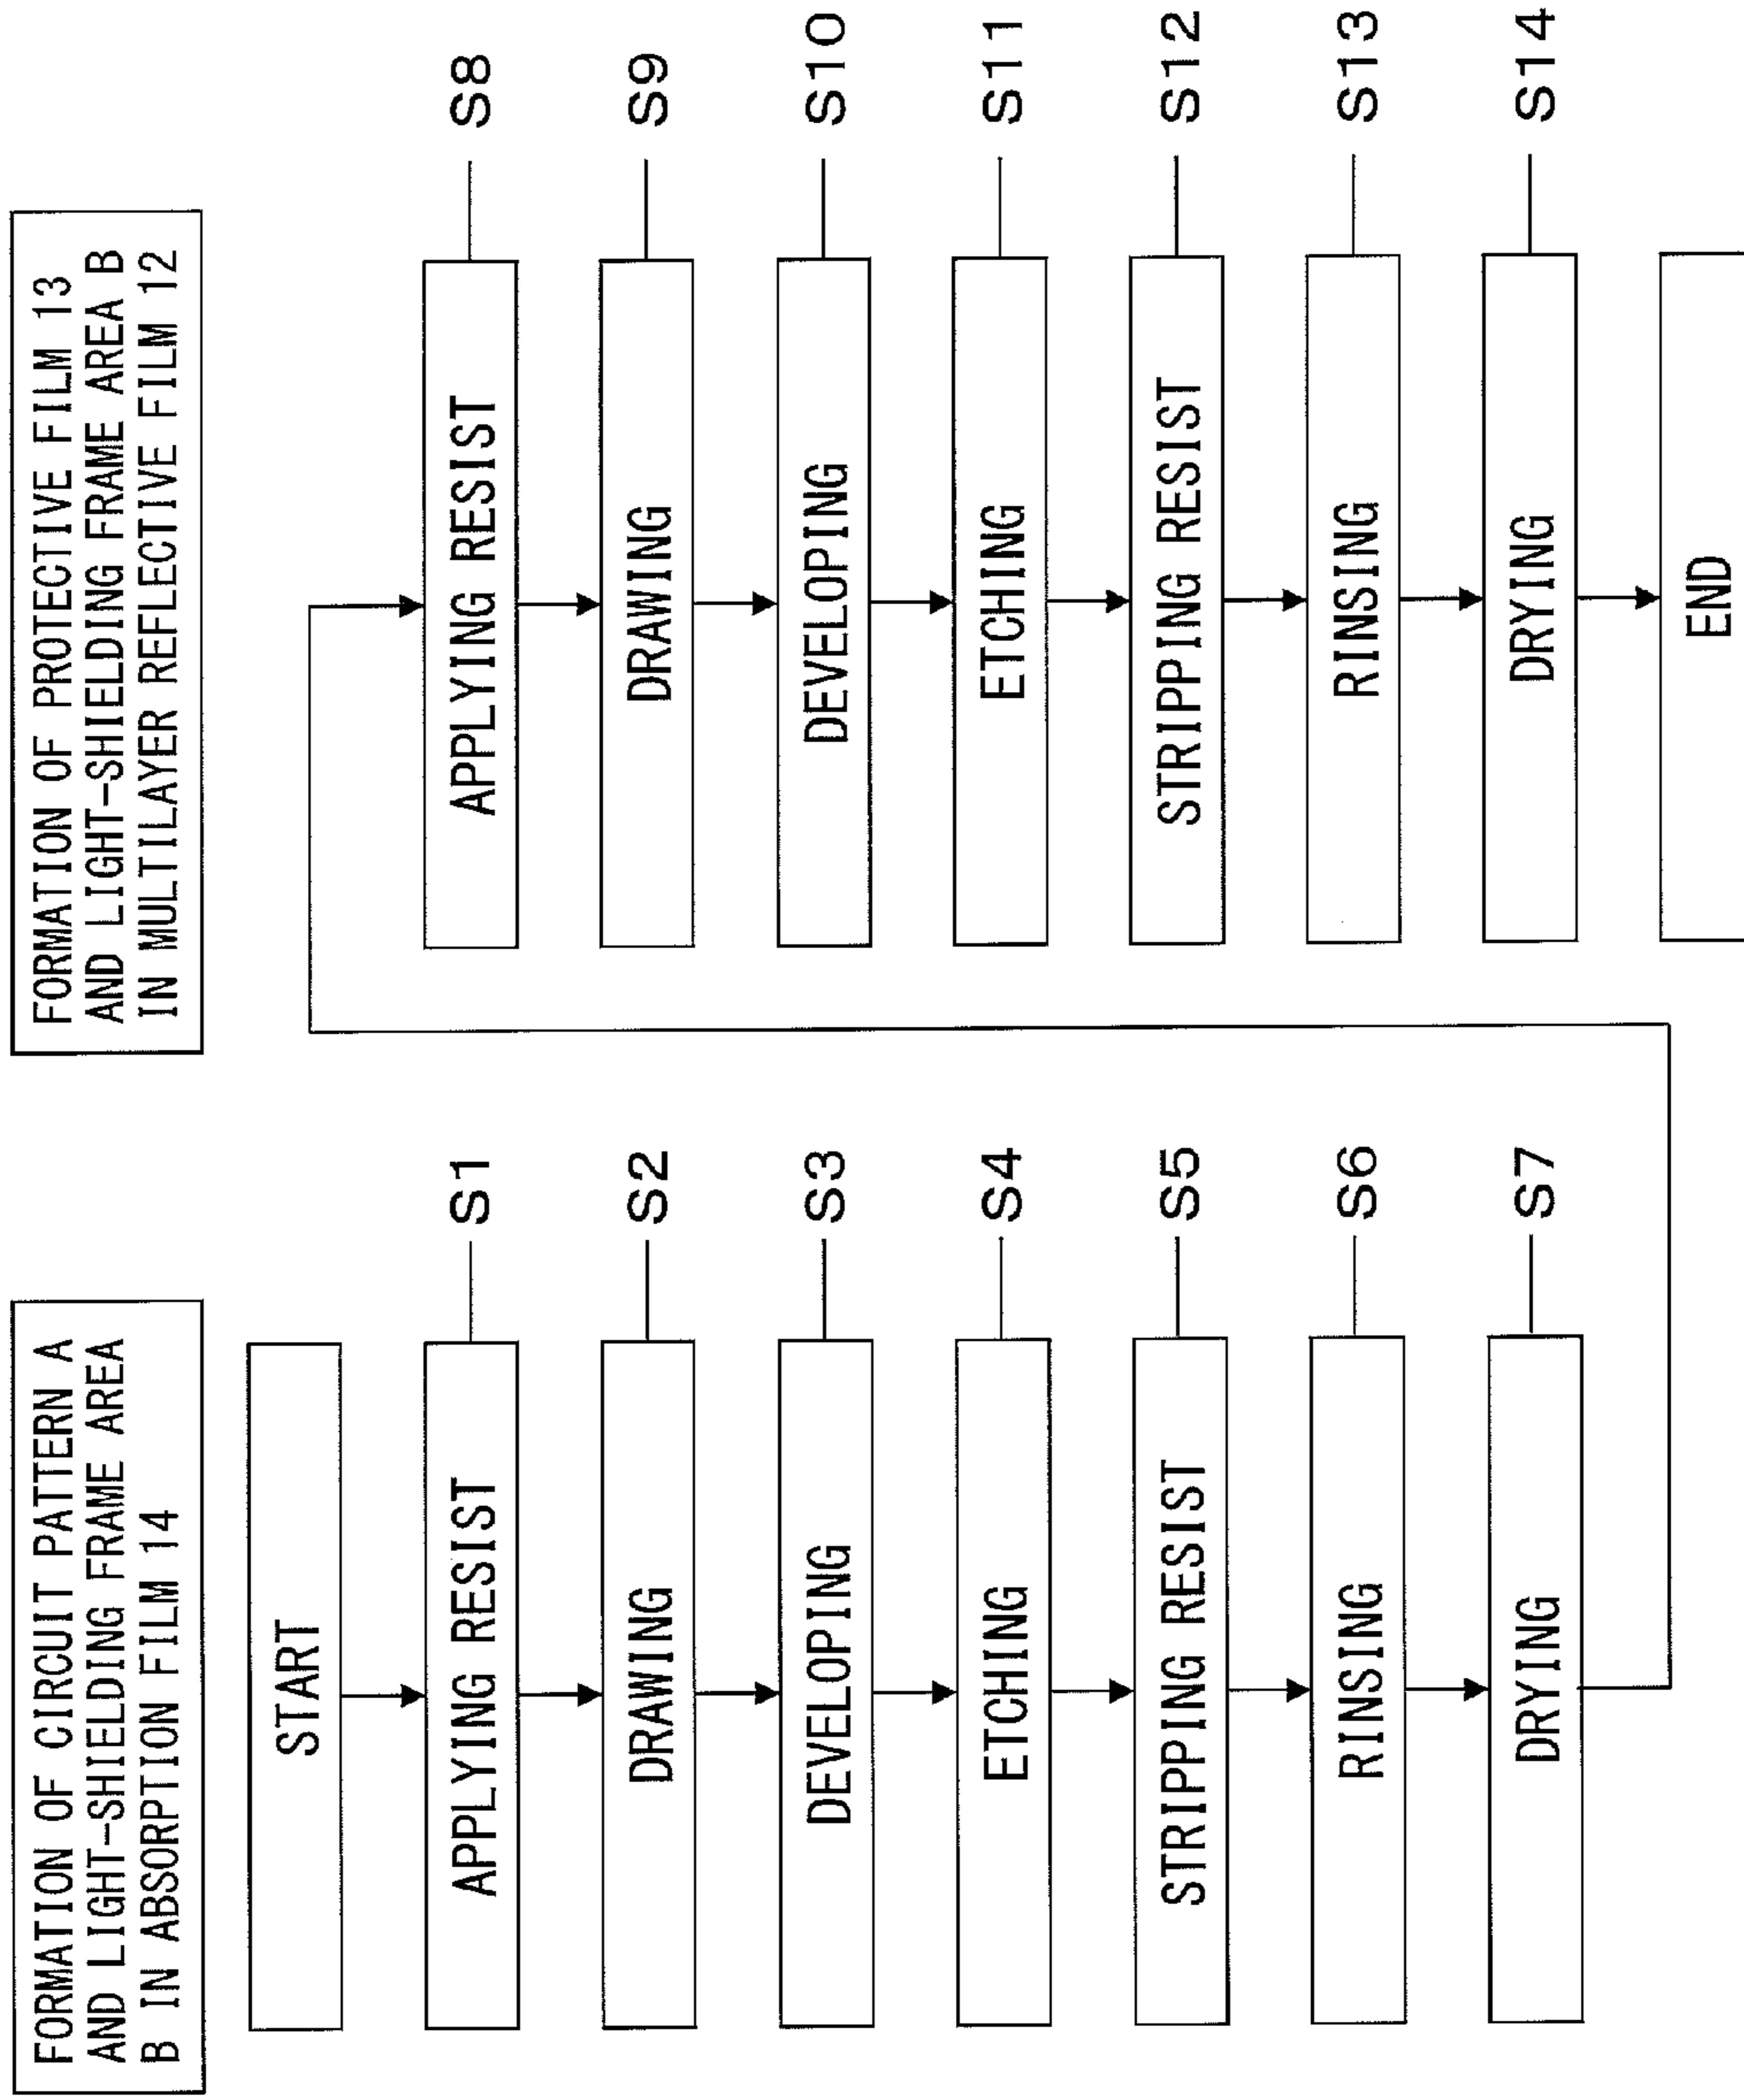 FORMATION OF CIRCUIT PATTERN A
AND LIGHT-SHIELDING FRAME AREA
B IN ABSORPTION FILM 14
START
APPLYING RESIST
S1
DRAWING
S2
DEVELOPING
S3
ETCHING
S4
STRIPPING RESIST
S5
RINSING
S6
DRYING
S7
FORMATION OF PROTECTIVE FILM 13
AND LIGHT-SHIELDING FRAME AREA B
IN MULTILAYER REFLECTIVE FILM 12
APPLYING RESIST
S8
DRAWING
S9
DEVELOPING
S10
ETCHING
S11
STRIPPING RESIST
S12
RINSING
S13
DRYING
S14
END